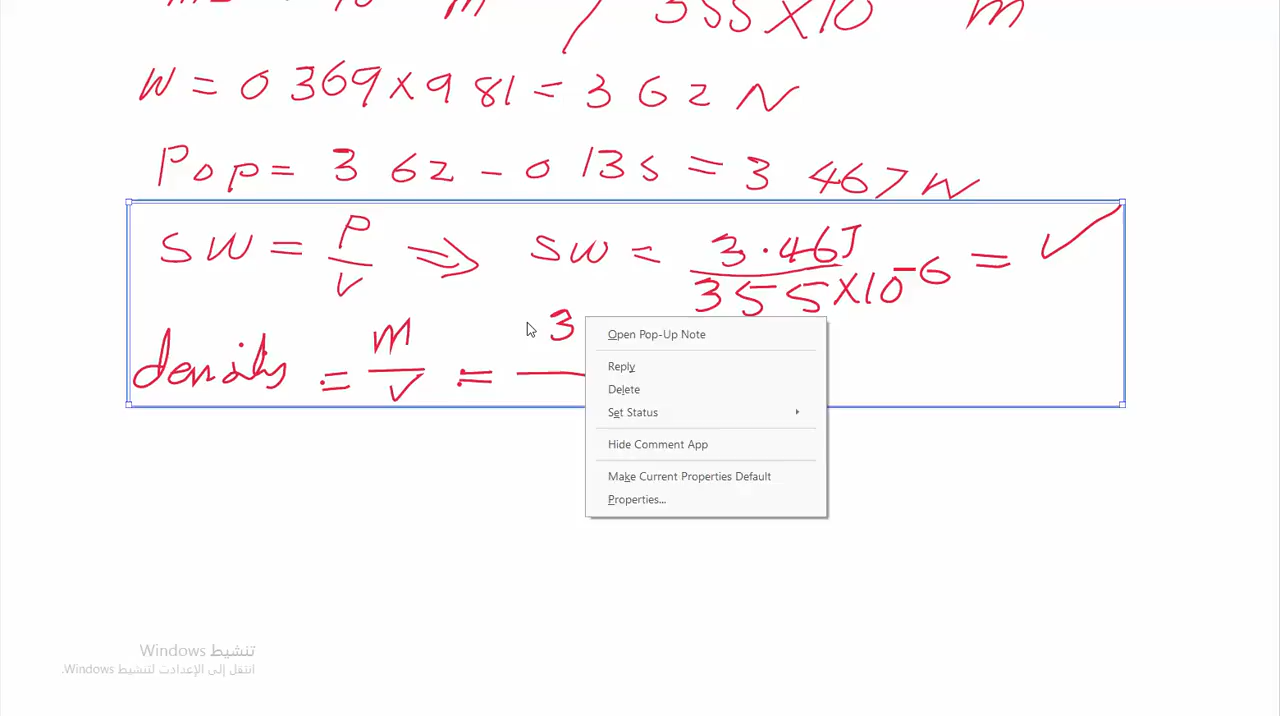 355X10 m
W = 0 369X9 81 = 3 62 N
Pop = 3 62 - 0 135 = 3 467 N
SW = P/V ⇒ SW = 3.467/355X10^-6 = ✓
density = m/V = 3
Open Pop-Up Note
Reply
Delete
Set Status
Hide Comment App
Make Current Properties Default
Properties...
تنشيط Windows
انتقل إلى الإعدادات لتنشيط Windows.